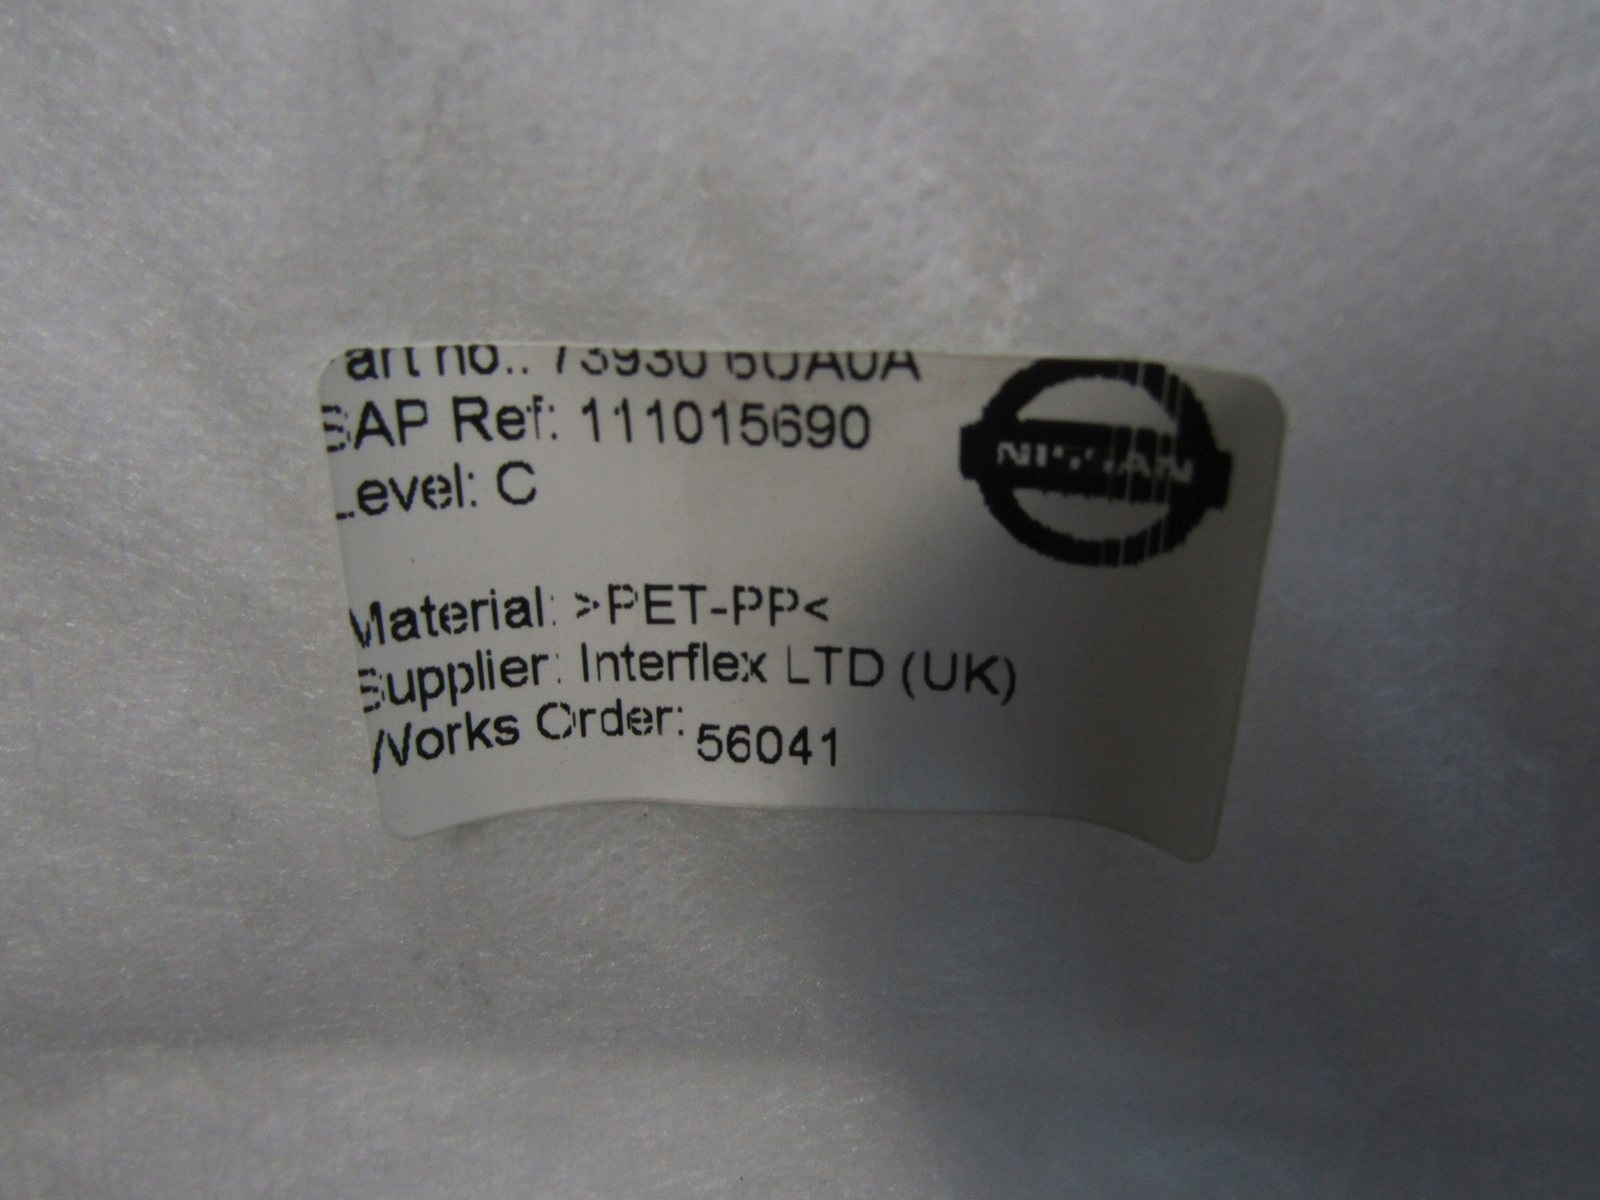 art no.: 73930 6UA0A
SAP Ref: 111015690
Level: C
NISSAN
Material: >PET-PP<
Supplier: Interflex LTD (UK)
Works Order: 56041